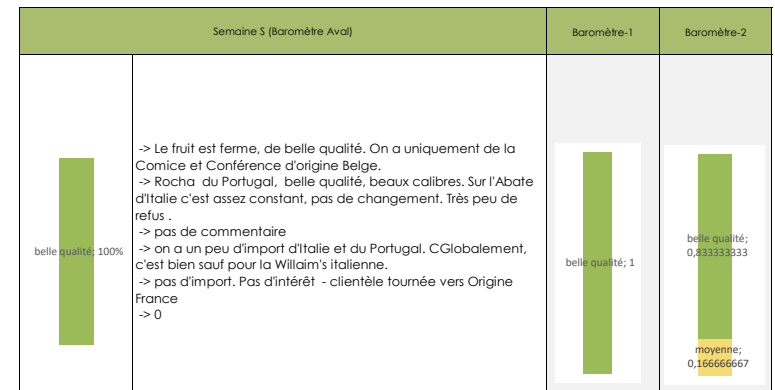 Semaine S (Baromètre Aval)
Baromètre-1
Baromètre-2
belle qualité; 100%
-> Le fruit est ferme, de belle qualité. On a uniquement de la
Comice et Conférence d'origine Belge.
-> Rocha  du Portugal,  belle qualité, beaux calibres. Sur l'Abate
d'Italie c'est assez constant, pas de changement. Très peu de
refus .
-> pas de commentaire
-> on a un peu d'import d'Italie et du Portugal. CGlobalement,
c'est bien sauf pour la Willaim's italienne.
-> pas d'import. Pas d'intérêt  - clientèle tournée vers Origine
France
-> 0
belle qualité; 1
belle qualité;
0,833333333
moyenne;
0,166666667